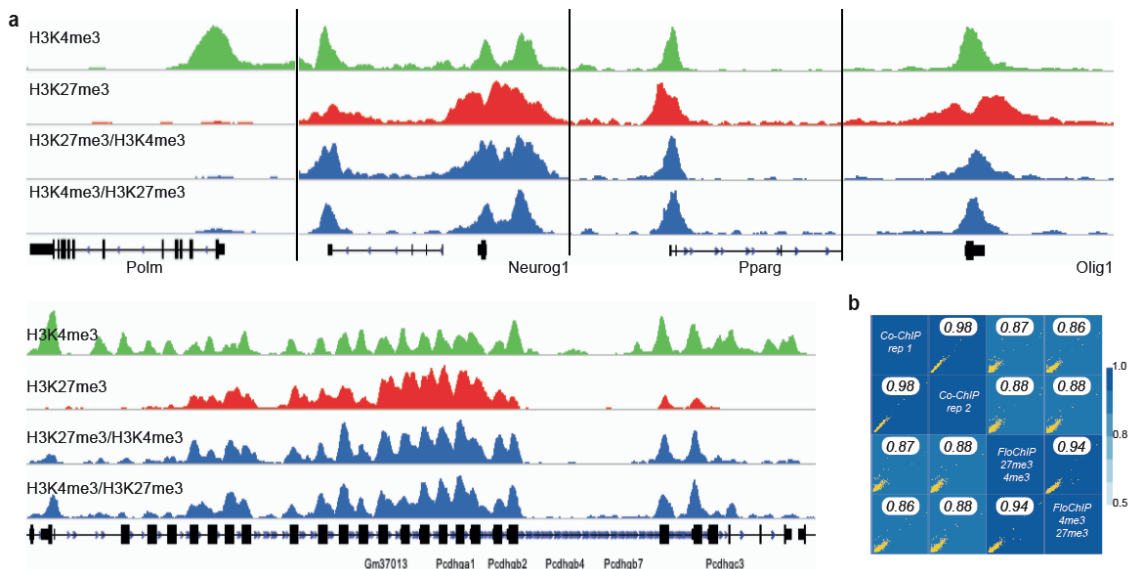 a
H3K4me3
H3K27me3
H3K27me3/H3K4me3
H3K4me3/H3K27me3
Polm Neurog1 Pparg Olig1
H3K4me3
H3K27me3
H3K27me3/H3K4me3
H3K4me3/H3K27me3
Gm37013 Pcdhga1 Pcdhgb2 Pcdhgb4 Pcdhgb7 Pcdhgc3
b
Co-ChIP
rep 1
0.98 0.87 0.86
0.98
Co-ChIP
rep 2
0.88 0.88
0.87 0.88
FloChIP
27me3
4me3
0.94
0.86 0.88 0.94
FloChIP
4me3
27me3
1.0
0.8
0.5